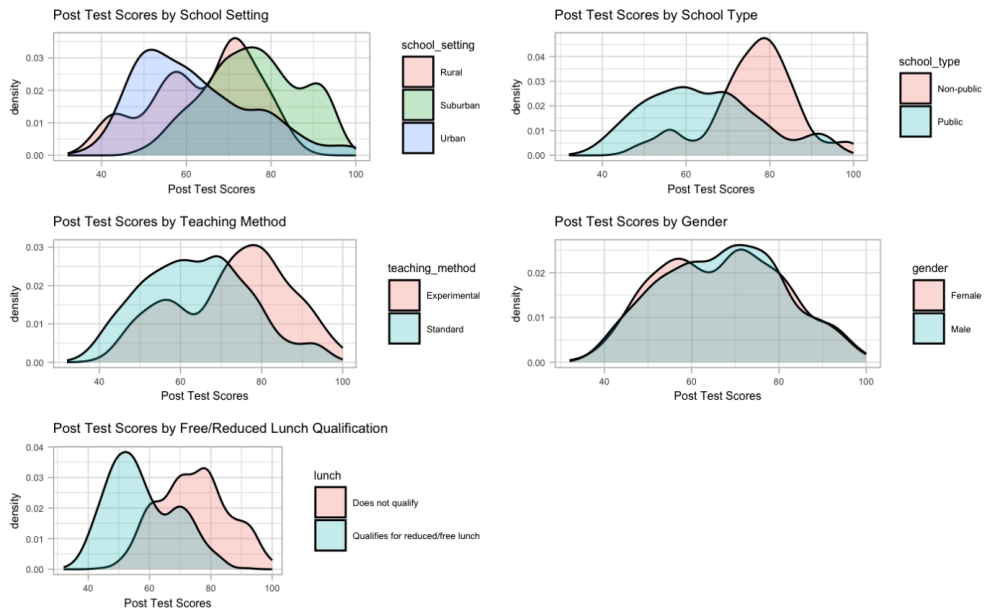 Post Test Scores by School Setting
density
0.03
0.02
0.01
0.00
40 60 80 100
Post Test Scores
school_setting
Rural
Suburban
Urban
Post Test Scores by School Type
density
0.04
0.03
0.02
0.01
0.00
40 60 80 100
Post Test Scores
school_type
Non-public
Public
Post Test Scores by Teaching Method
density
0.03
0.02
0.01
0.00
40 60 80 100
Post Test Scores
teaching_method
Experimental
Standard
Post Test Scores by Gender
density
0.02
0.01
0.00
40 60 80 100
Post Test Scores
gender
Female
Male
Post Test Scores by Free/Reduced Lunch Qualification
density
0.04
0.03
0.02
0.01
0.00
40 60 80 100
Post Test Scores
lunch
Does not qualify
Qualifies for reduced/free lunch